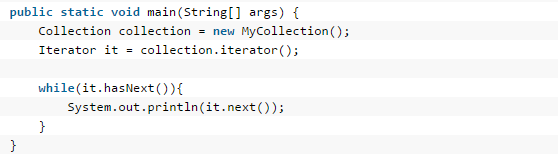 public static void main(String[] args) {
    Collection collection = new MyCollection();
    Iterator it = collection.iterator();

    while(it.hasNext()){
        System.out.println(it.next());
    }
}